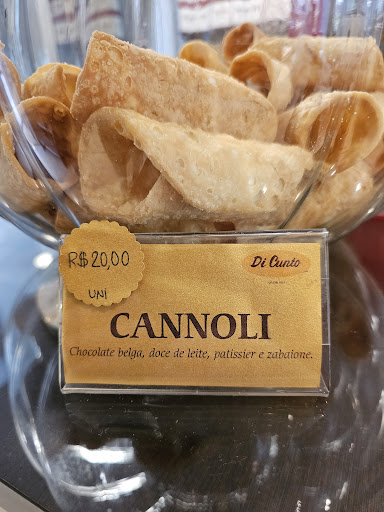 R$20,00
UNI
Di Cunto
CANNOLI
Chocolate belga, doce de leite, patissier e zabaione.